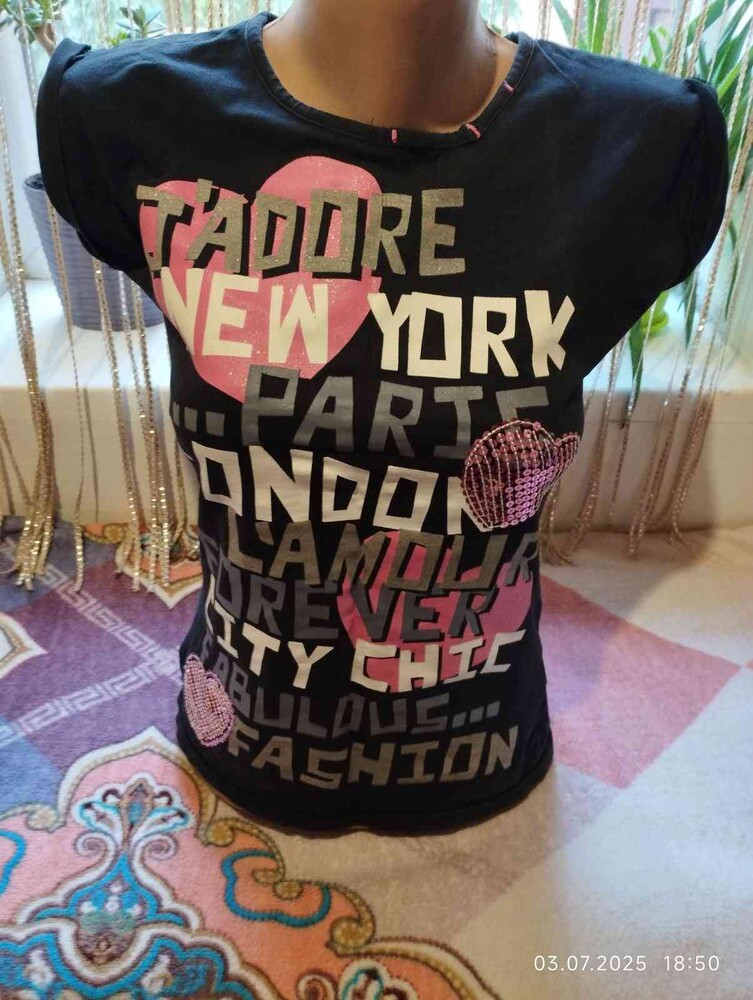 J'ADORE
NEW YORK
...PARIS
LONDON
L'AMOUR
FOREVER
CITY CHIC
FABULOUS...
FASHION
03.07.2025 18:50